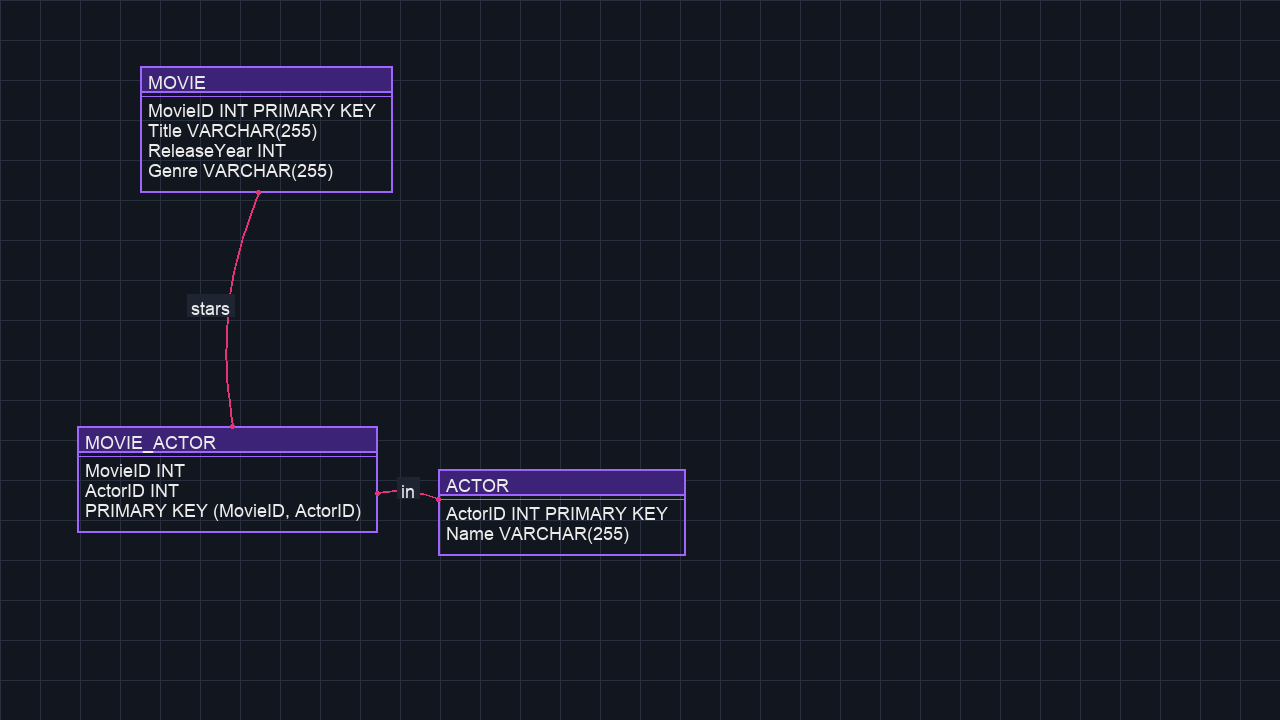 MOVIE
MovieID INT PRIMARY KEY
Title VARCHAR(255)
ReleaseYear INT
Genre VARCHAR(255)
stars
MOVIE_ACTOR
MovieID INT
ActorID INT
PRIMARY KEY (MovieID, ActorID)
in
ACTOR
ActorID INT PRIMARY KEY
Name VARCHAR(255)